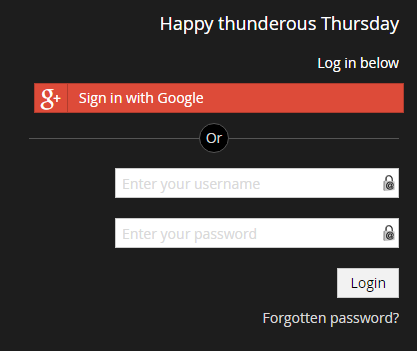 Happy thunderous Thursday
Log in below
g+ Sign in with Google
Or
Enter your username
Enter your password
Login
Forgotten password?